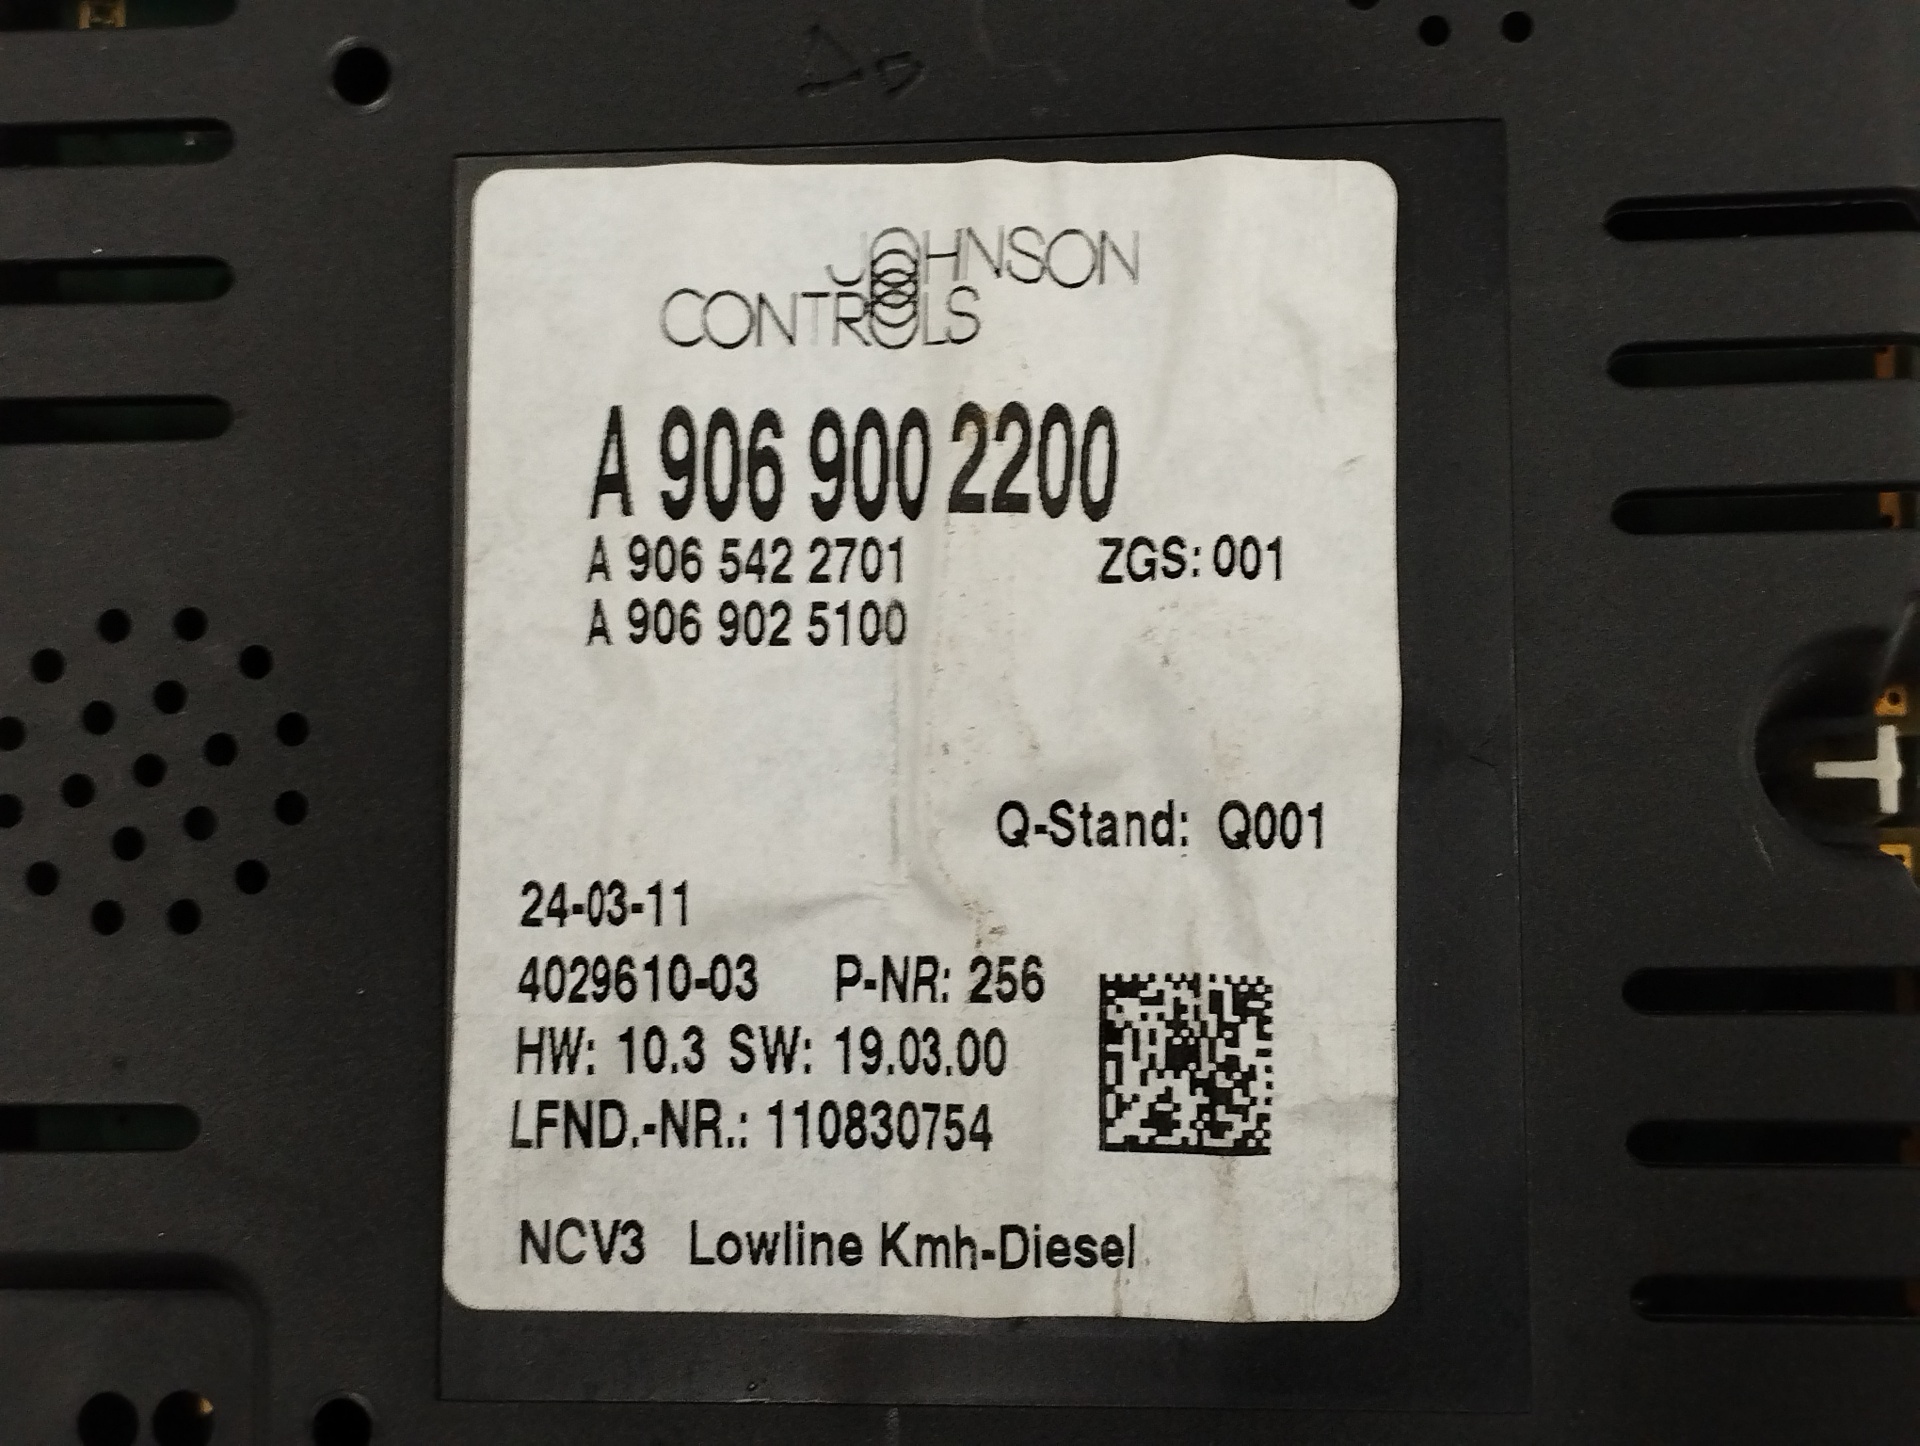 JOHNSON
CONTROLS
A 906 900 2200
A 906 542 2701 ZGS: 001
A 906 902 5100
Q-Stand: Q001
24-03-11
4029610-03 P-NR: 256
HW: 10.3 SW: 19.03.00
LFND.-NR.: 110830754
NCV3 Lowline Kmh-Diesel